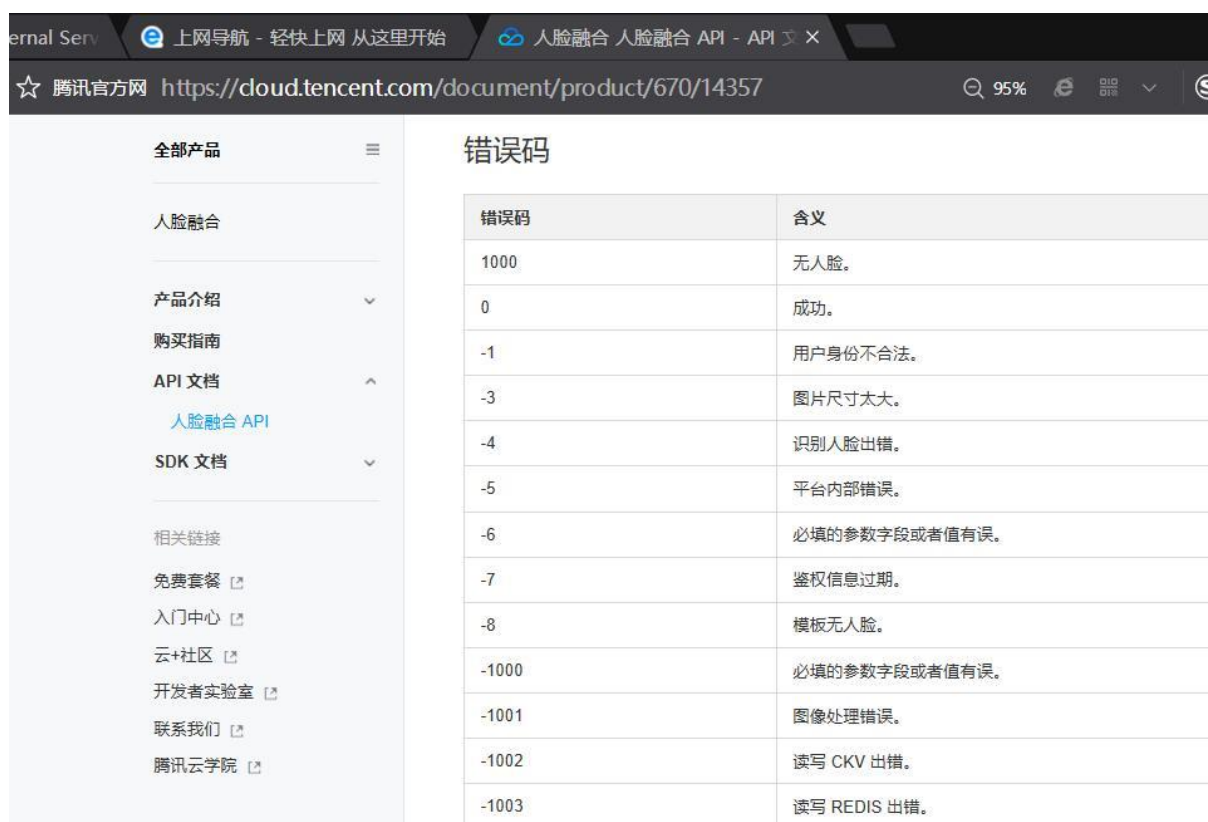 ernal Serv 上网导航 - 轻快上网 从这里开始 人脸融合 人脸融合 API - API 文
腾讯官方网 https://cloud.tencent.com/document/product/670/14357 95%
全部产品
人脸融合
产品介绍
购买指南
API 文档
人脸融合 API
SDK 文档
相关链接
免费套餐
入门中心
云+社区
开发者实验室
联系我们
腾讯云学院
错误码
错误码 含义
1000 无人脸。
0 成功。
-1 用户身份不合法。
-3 图片尺寸太大。
-4 识别人脸出错。
-5 平台内部错误。
-6 必填的参数字段或者值有误。
-7 鉴权信息过期。
-8 模板无人脸。
-1000 必填的参数字段或者值有误。
-1001 图像处理错误。
-1002 读写 CKV 出错。
-1003 读写 REDIS 出错。